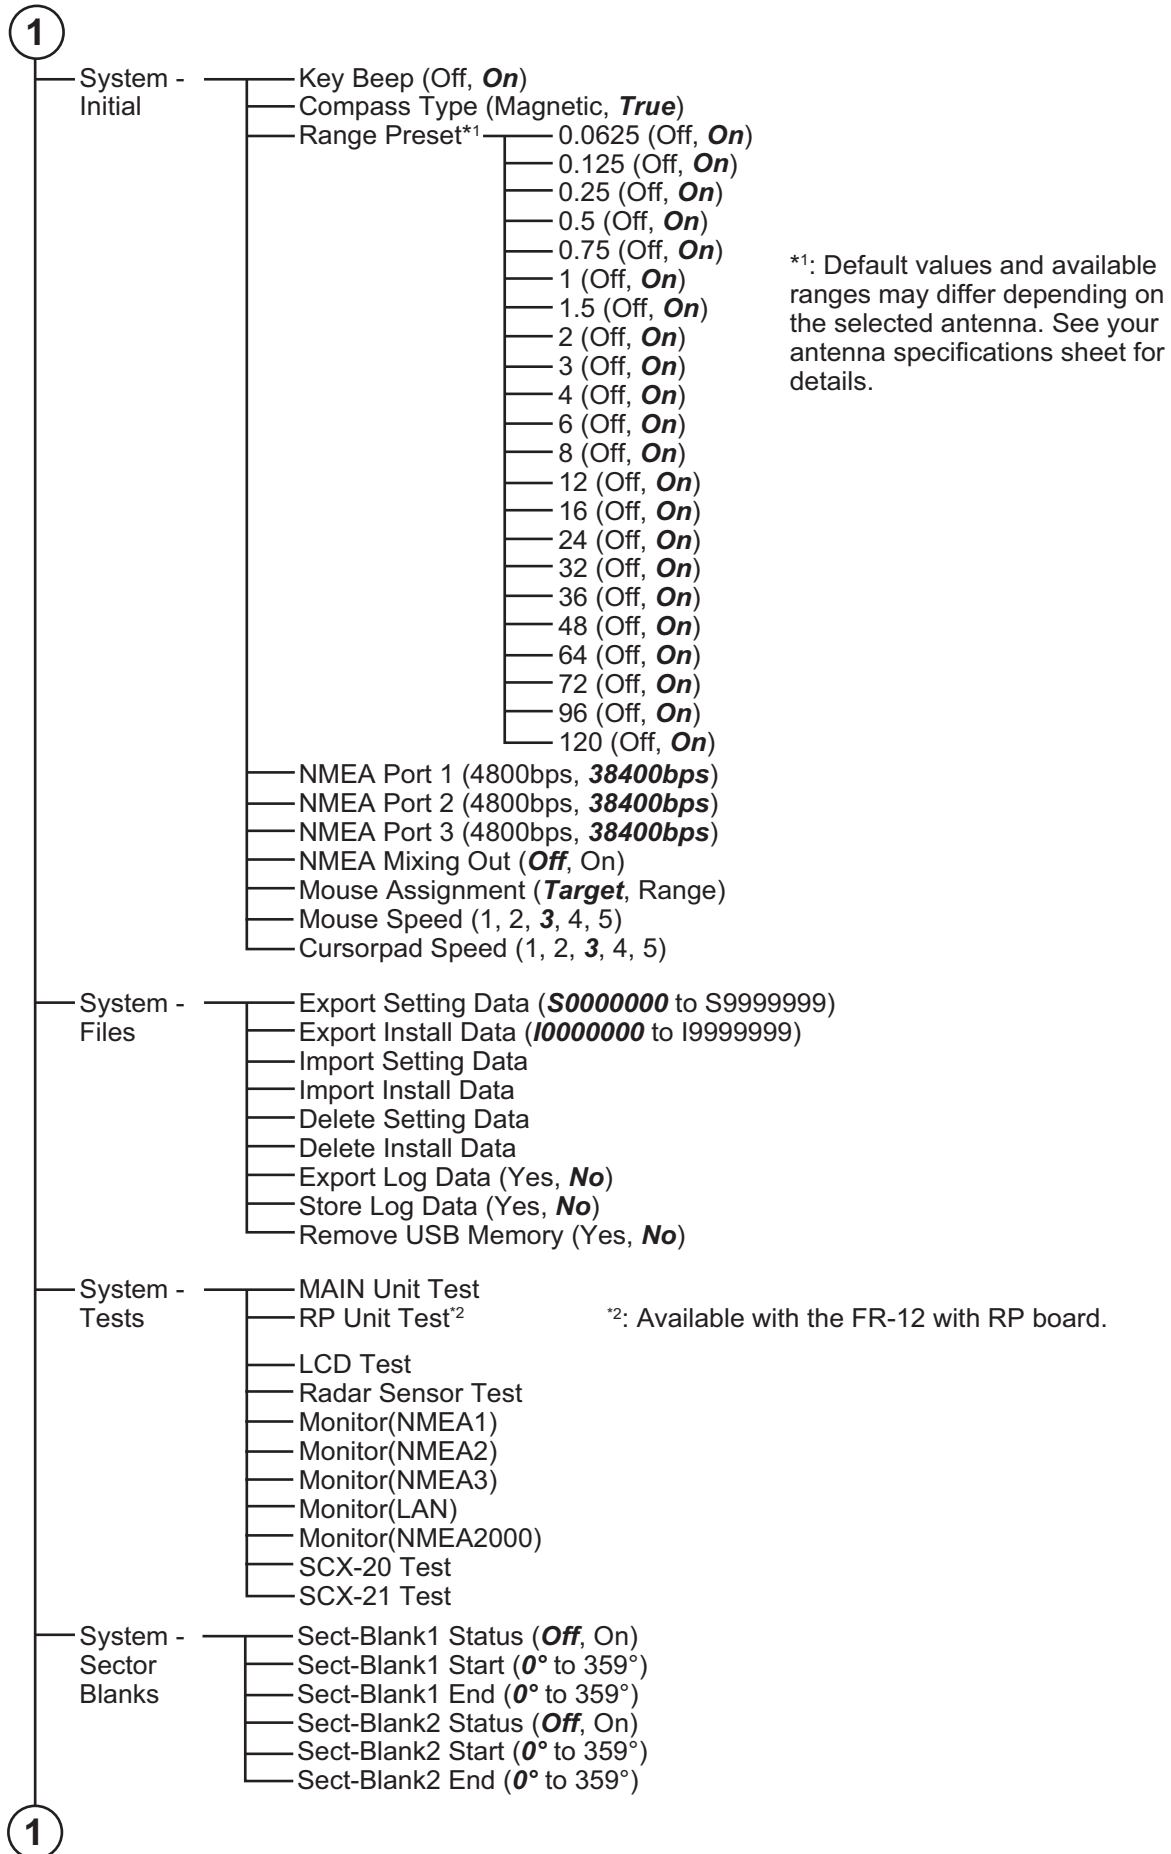 1
System -
Initial
Key Beep (Off, On)
Compass Type (Magnetic, True)
Range Preset*1
0.0625 (Off, On)
0.125 (Off, On)
0.25 (Off, On)
0.5 (Off, On)
0.75 (Off, On)
1 (Off, On)
1.5 (Off, On)
2 (Off, On)
3 (Off, On)
4 (Off, On)
6 (Off, On)
8 (Off, On)
12 (Off, On)
16 (Off, On)
24 (Off, On)
32 (Off, On)
36 (Off, On)
48 (Off, On)
64 (Off, On)
72 (Off, On)
96 (Off, On)
120 (Off, On)
*1: Default values and available
ranges may differ depending on
the selected antenna. See your
antenna specifications sheet for
details.
NMEA Port 1 (4800bps, 38400bps)
NMEA Port 2 (4800bps, 38400bps)
NMEA Port 3 (4800bps, 38400bps)
NMEA Mixing Out (Off, On)
Mouse Assignment (Target, Range)
Mouse Speed (1, 2, 3, 4, 5)
Cursorpad Speed (1, 2, 3, 4, 5)
System -
Files
Export Setting Data (S0000000 to S9999999)
Export Install Data (I0000000 to I9999999)
Import Setting Data
Import Install Data
Delete Setting Data
Delete Install Data
Export Log Data (Yes, No)
Store Log Data (Yes, No)
Remove USB Memory (Yes, No)
System -
Tests
MAIN Unit Test
RP Unit Test*2
*2: Available with the FR-12 with RP board.
LCD Test
Radar Sensor Test
Monitor(NMEA1)
Monitor(NMEA2)
Monitor(NMEA3)
Monitor(LAN)
Monitor(NMEA2000)
SCX-20 Test
SCX-21 Test
System -
Sector
Blanks
Sect-Blank1 Status (Off, On)
Sect-Blank1 Start (0° to 359°)
Sect-Blank1 End (0° to 359°)
Sect-Blank2 Status (Off, On)
Sect-Blank2 Start (0° to 359°)
Sect-Blank2 End (0° to 359°)
1